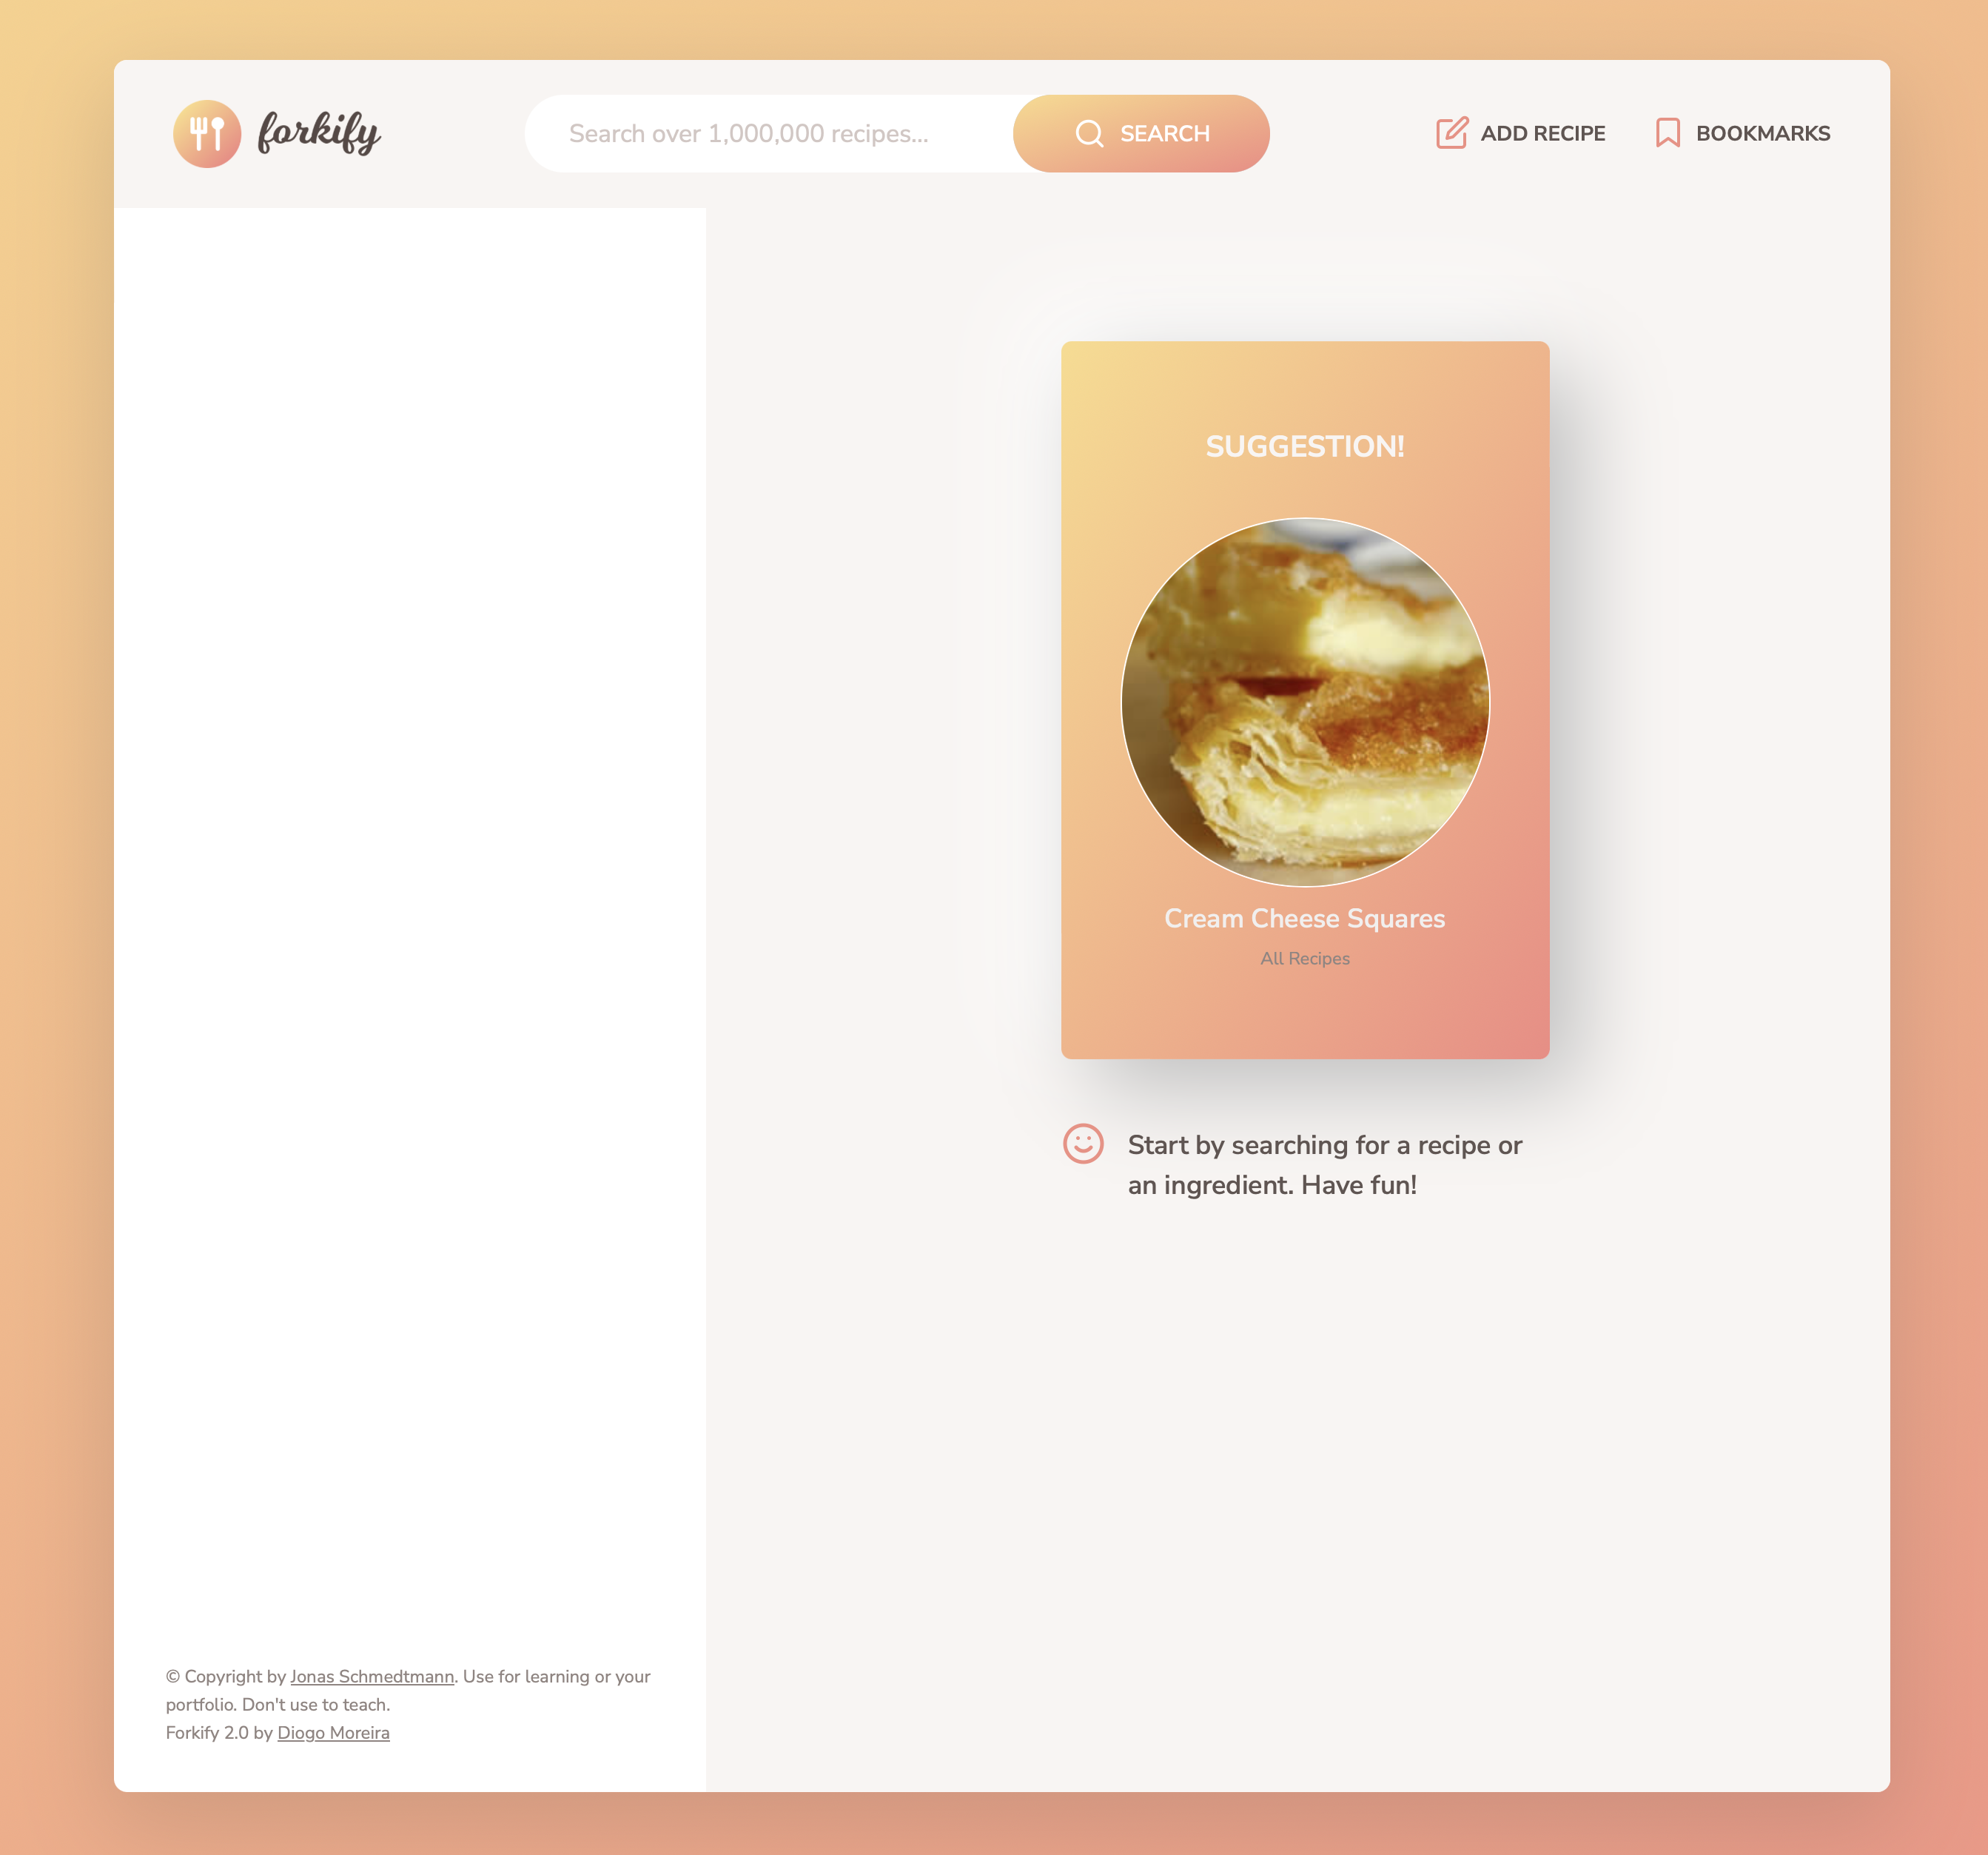 forkify
Search over 1,000,000 recipes...
SEARCH
ADD RECIPE
BOOKMARKS
SUGGESTION!
Cream Cheese Squares
All Recipes
Start by searching for a recipe or
an ingredient. Have fun!
© Copyright by Jonas Schmedtmann. Use for learning or your
portfolio. Don't use to teach.
Forkify 2.0 by Diogo Moreira